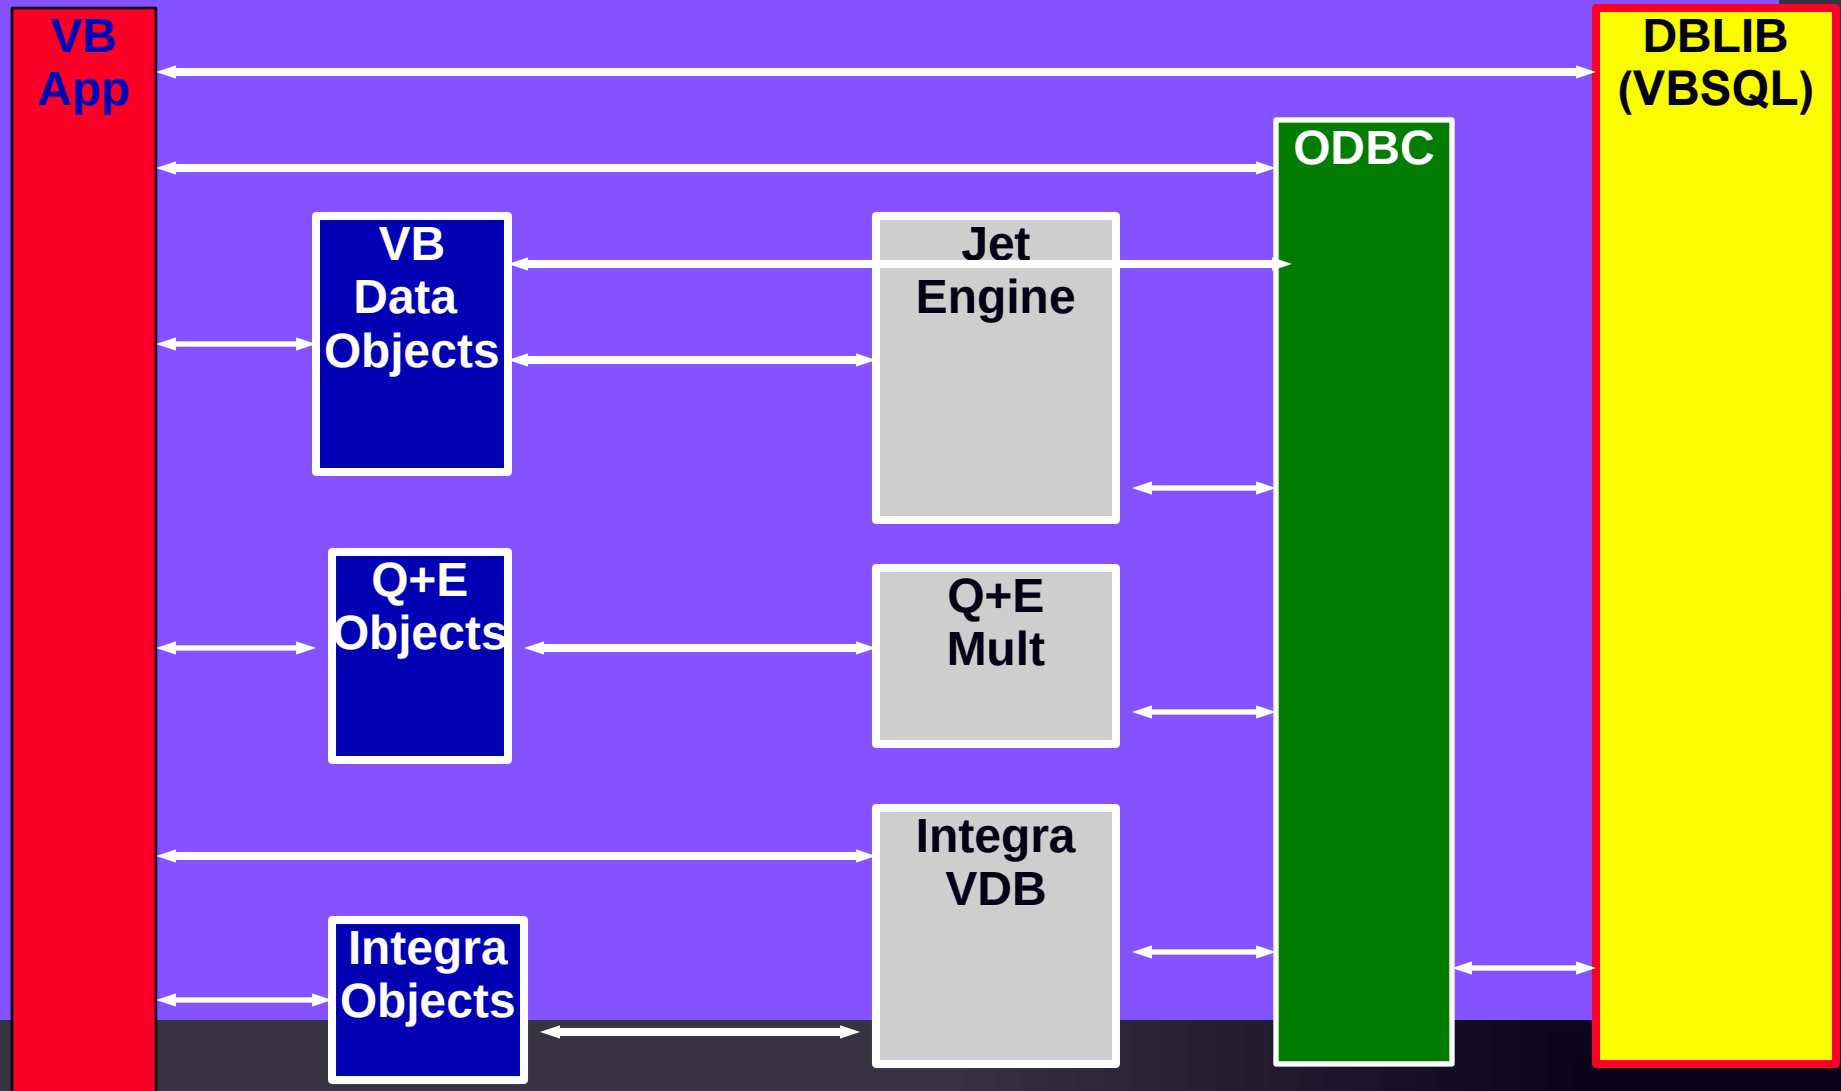 VB
App
DBLIB
(VBSQL)
ODBC
VB
Data
Objects
Jet
Engine
Q+E
Objects
Q+E
Mult
Integra
VDB
Integra
Objects